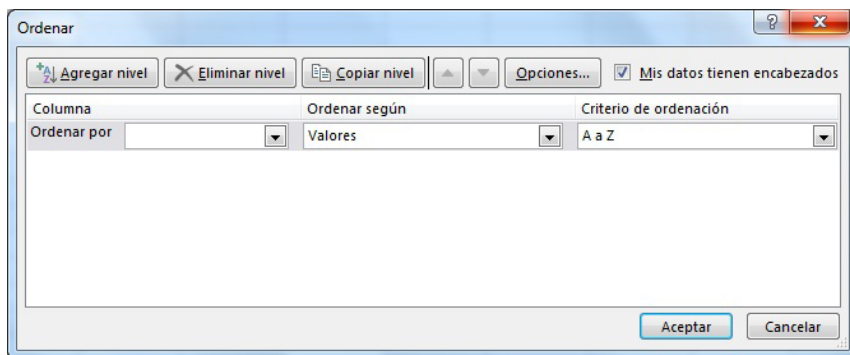 Ordenar
Agregar nivel Eliminar nivel Copiar nivel Opciones... Mis datos tienen encabezados
Columna Ordenar según Criterio de ordenación
Ordenar por Valores A a Z
Aceptar Cancelar